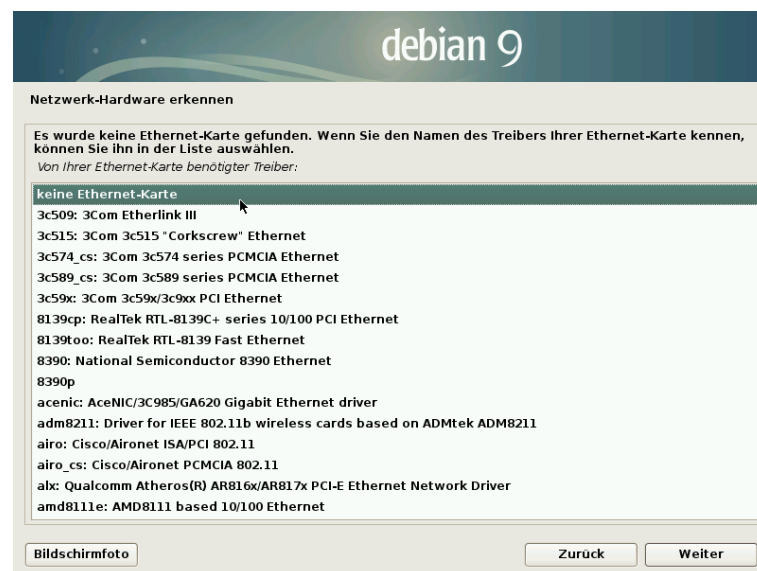 debian 9
Netzwerk-Hardware erkennen
Es wurde keine Ethernet-Karte gefunden. Wenn Sie den Namen des Treibers Ihrer Ethernet-Karte kennen,
können Sie ihn in der Liste auswählen.
Von Ihrer Ethernet-Karte benötigter Treiber:
keine Ethernet-Karte
3c509: 3Com Etherlink III
3c515: 3Com 3c515 "Corkscrew" Ethernet
3c574_cs: 3Com 3c574 series PCMCIA Ethernet
3c589_cs: 3Com 3c589 series PCMCIA Ethernet
3c59x: 3Com 3c59x/3c9xx PCI Ethernet
8139cp: RealTek RTL-8139C+ series 10/100 PCI Ethernet
8139too: RealTek RTL-8139 Fast Ethernet
8390: National Semiconductor 8390 Ethernet
8390p
acenic: AceNIC/3C985/GA620 Gigabit Ethernet driver
adm8211: Driver for IEEE 802.11b wireless cards based on ADMtek ADM8211
airo: Cisco/Aironet ISA/PCI 802.11
airo_cs: Cisco/Aironet PCMCIA 802.11
alx: Qualcomm Atheros(R) AR816x/AR817x PCI-E Ethernet Network Driver
amd8111e: AMD8111 based 10/100 Ethernet
Bildschirmfoto Zurück Weiter